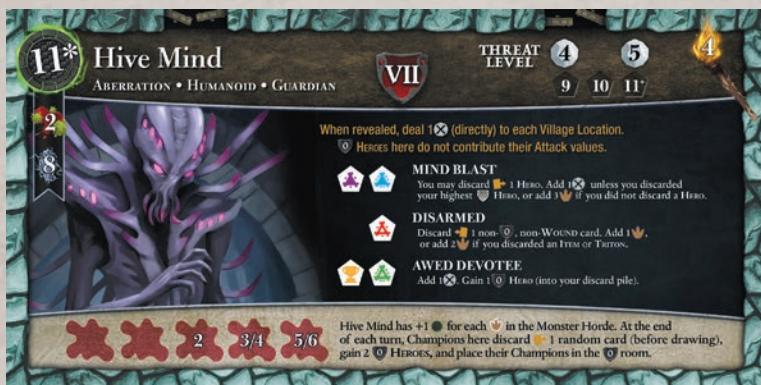 11*
Hive Mind
ABERRATION • HUMANOID • GUARDIAN
VII
THREAT LEVEL 4 5
9 10 11+
4
2
8
When revealed, deal 1 (directly) to each Village Location.
0 HEROES here do not contribute their Attack values.
MIND BLAST
You may discard 1 HERO. Add 1 unless you discarded
your highest HERO, or add 3 if you did not discard a HERO.
DISARMED
Discard 1 non-0, non-WOUND card. Add 1,
or add 2 if you discarded an ITEM or TRITON.
AWED DEVOTEE
Add 1. Gain 1 0 HERO (into your discard pile).
2 3/4 5/6
Hive Mind has +1 for each in the Monster Horde. At the end
of each turn, Champions here discard 1 random card (before drawing),
gain 2 0 HEROES, and place their Champions in the 0 room.